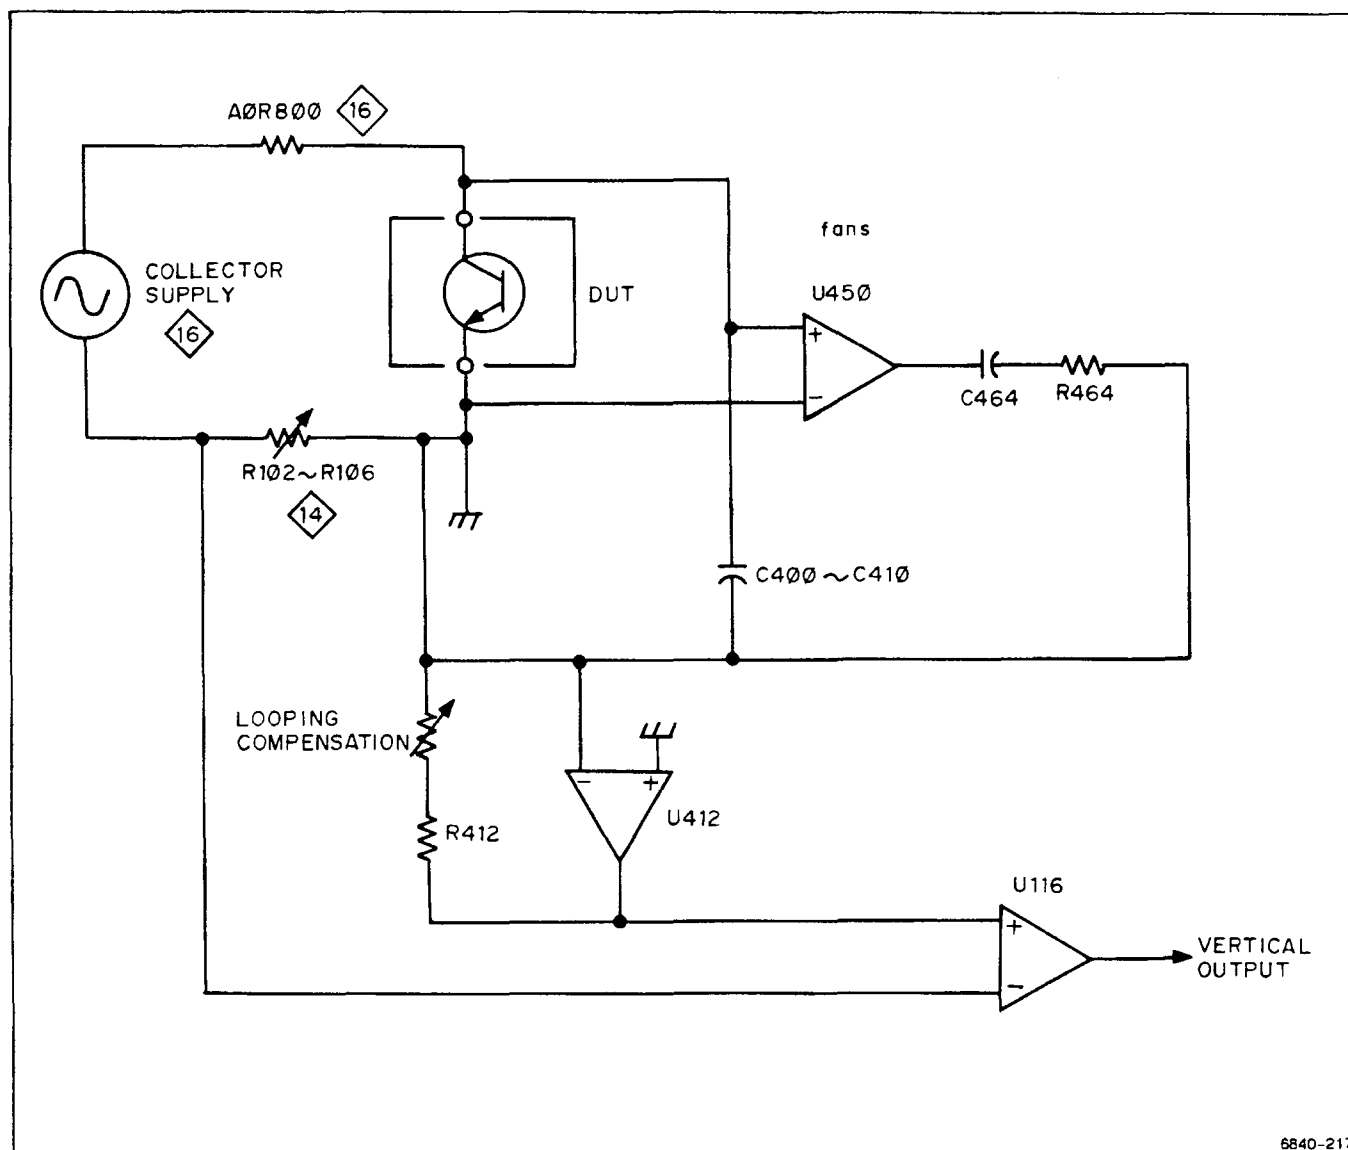 AØR8ØØ 16
COLLECTOR
SUPPLY
16
DUT
fans
U45Ø
+
−
C464
R464
R1Ø2~R1Ø6
14
C4ØØ~C41Ø
LOOPING
COMPENSATION
− +
U412
R412
U116
+
−
VERTICAL
OUTPUT
6840-217